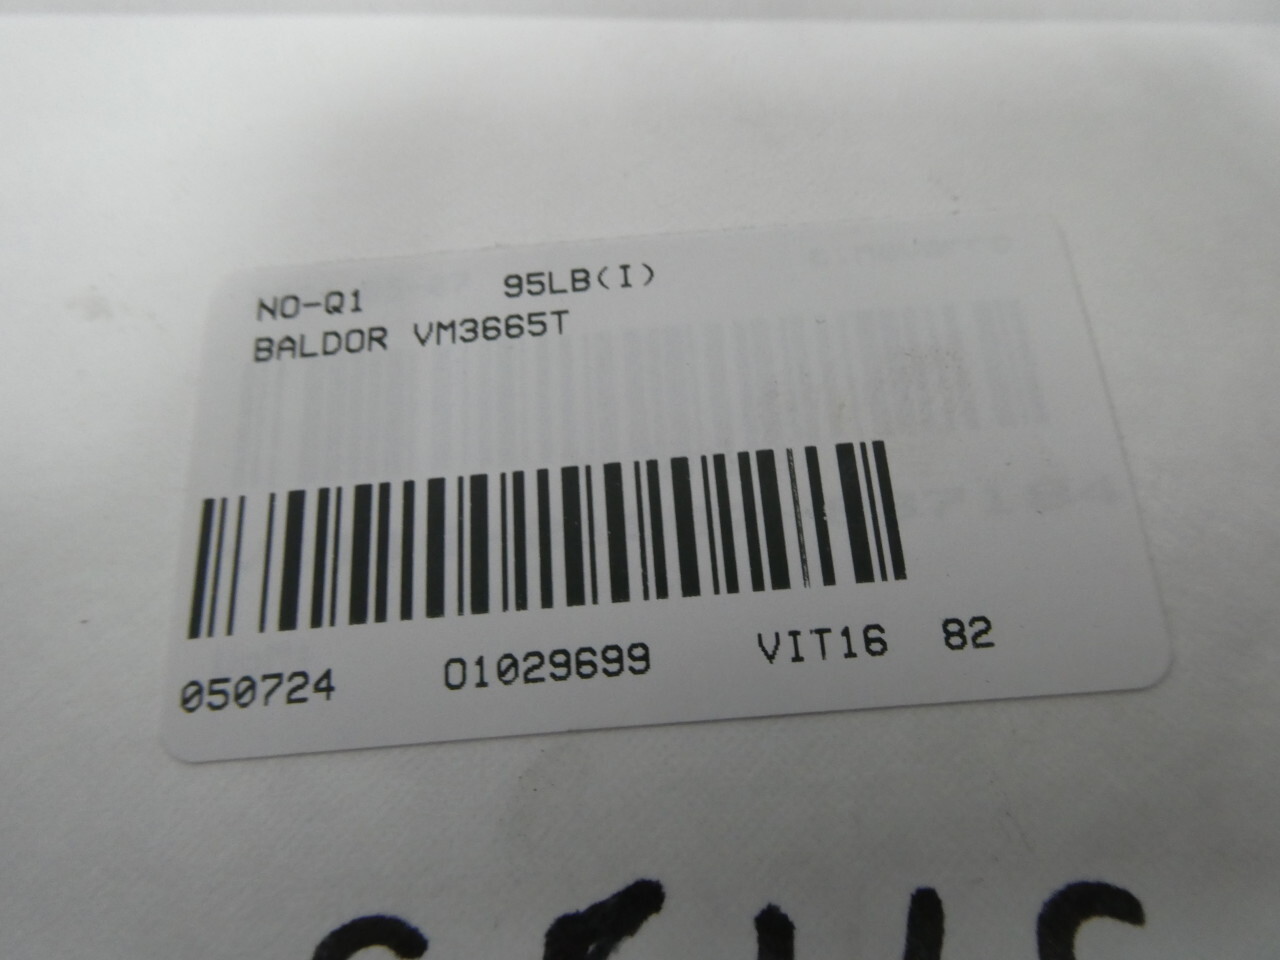 NO-Q1 95LB(I)
BALDOR VM3665T
050724 01029699 VIT16 82